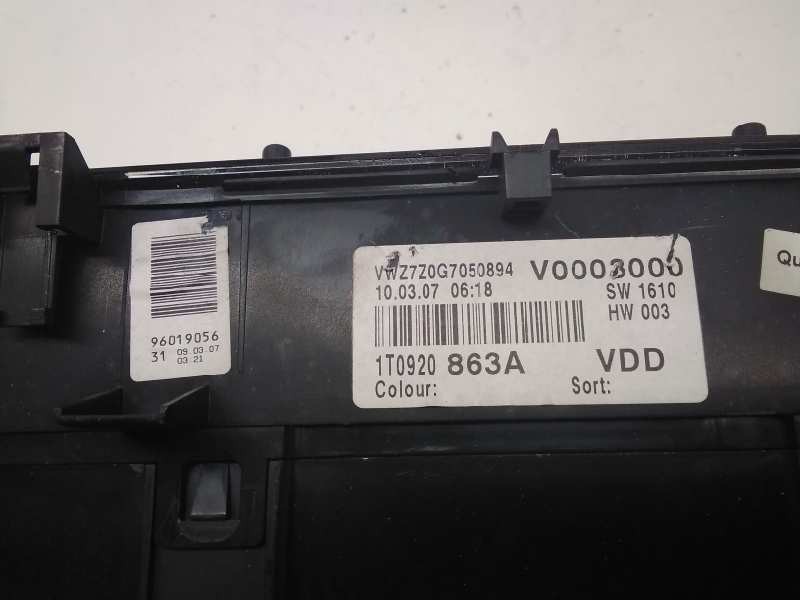 96019056
31 09.03.07
03:21
VWZ7Z0G7050894 V0003000
10.03.07 06:18 SW 1610
HW 003
1T0920 863A VDD
Colour: Sort:
Qu